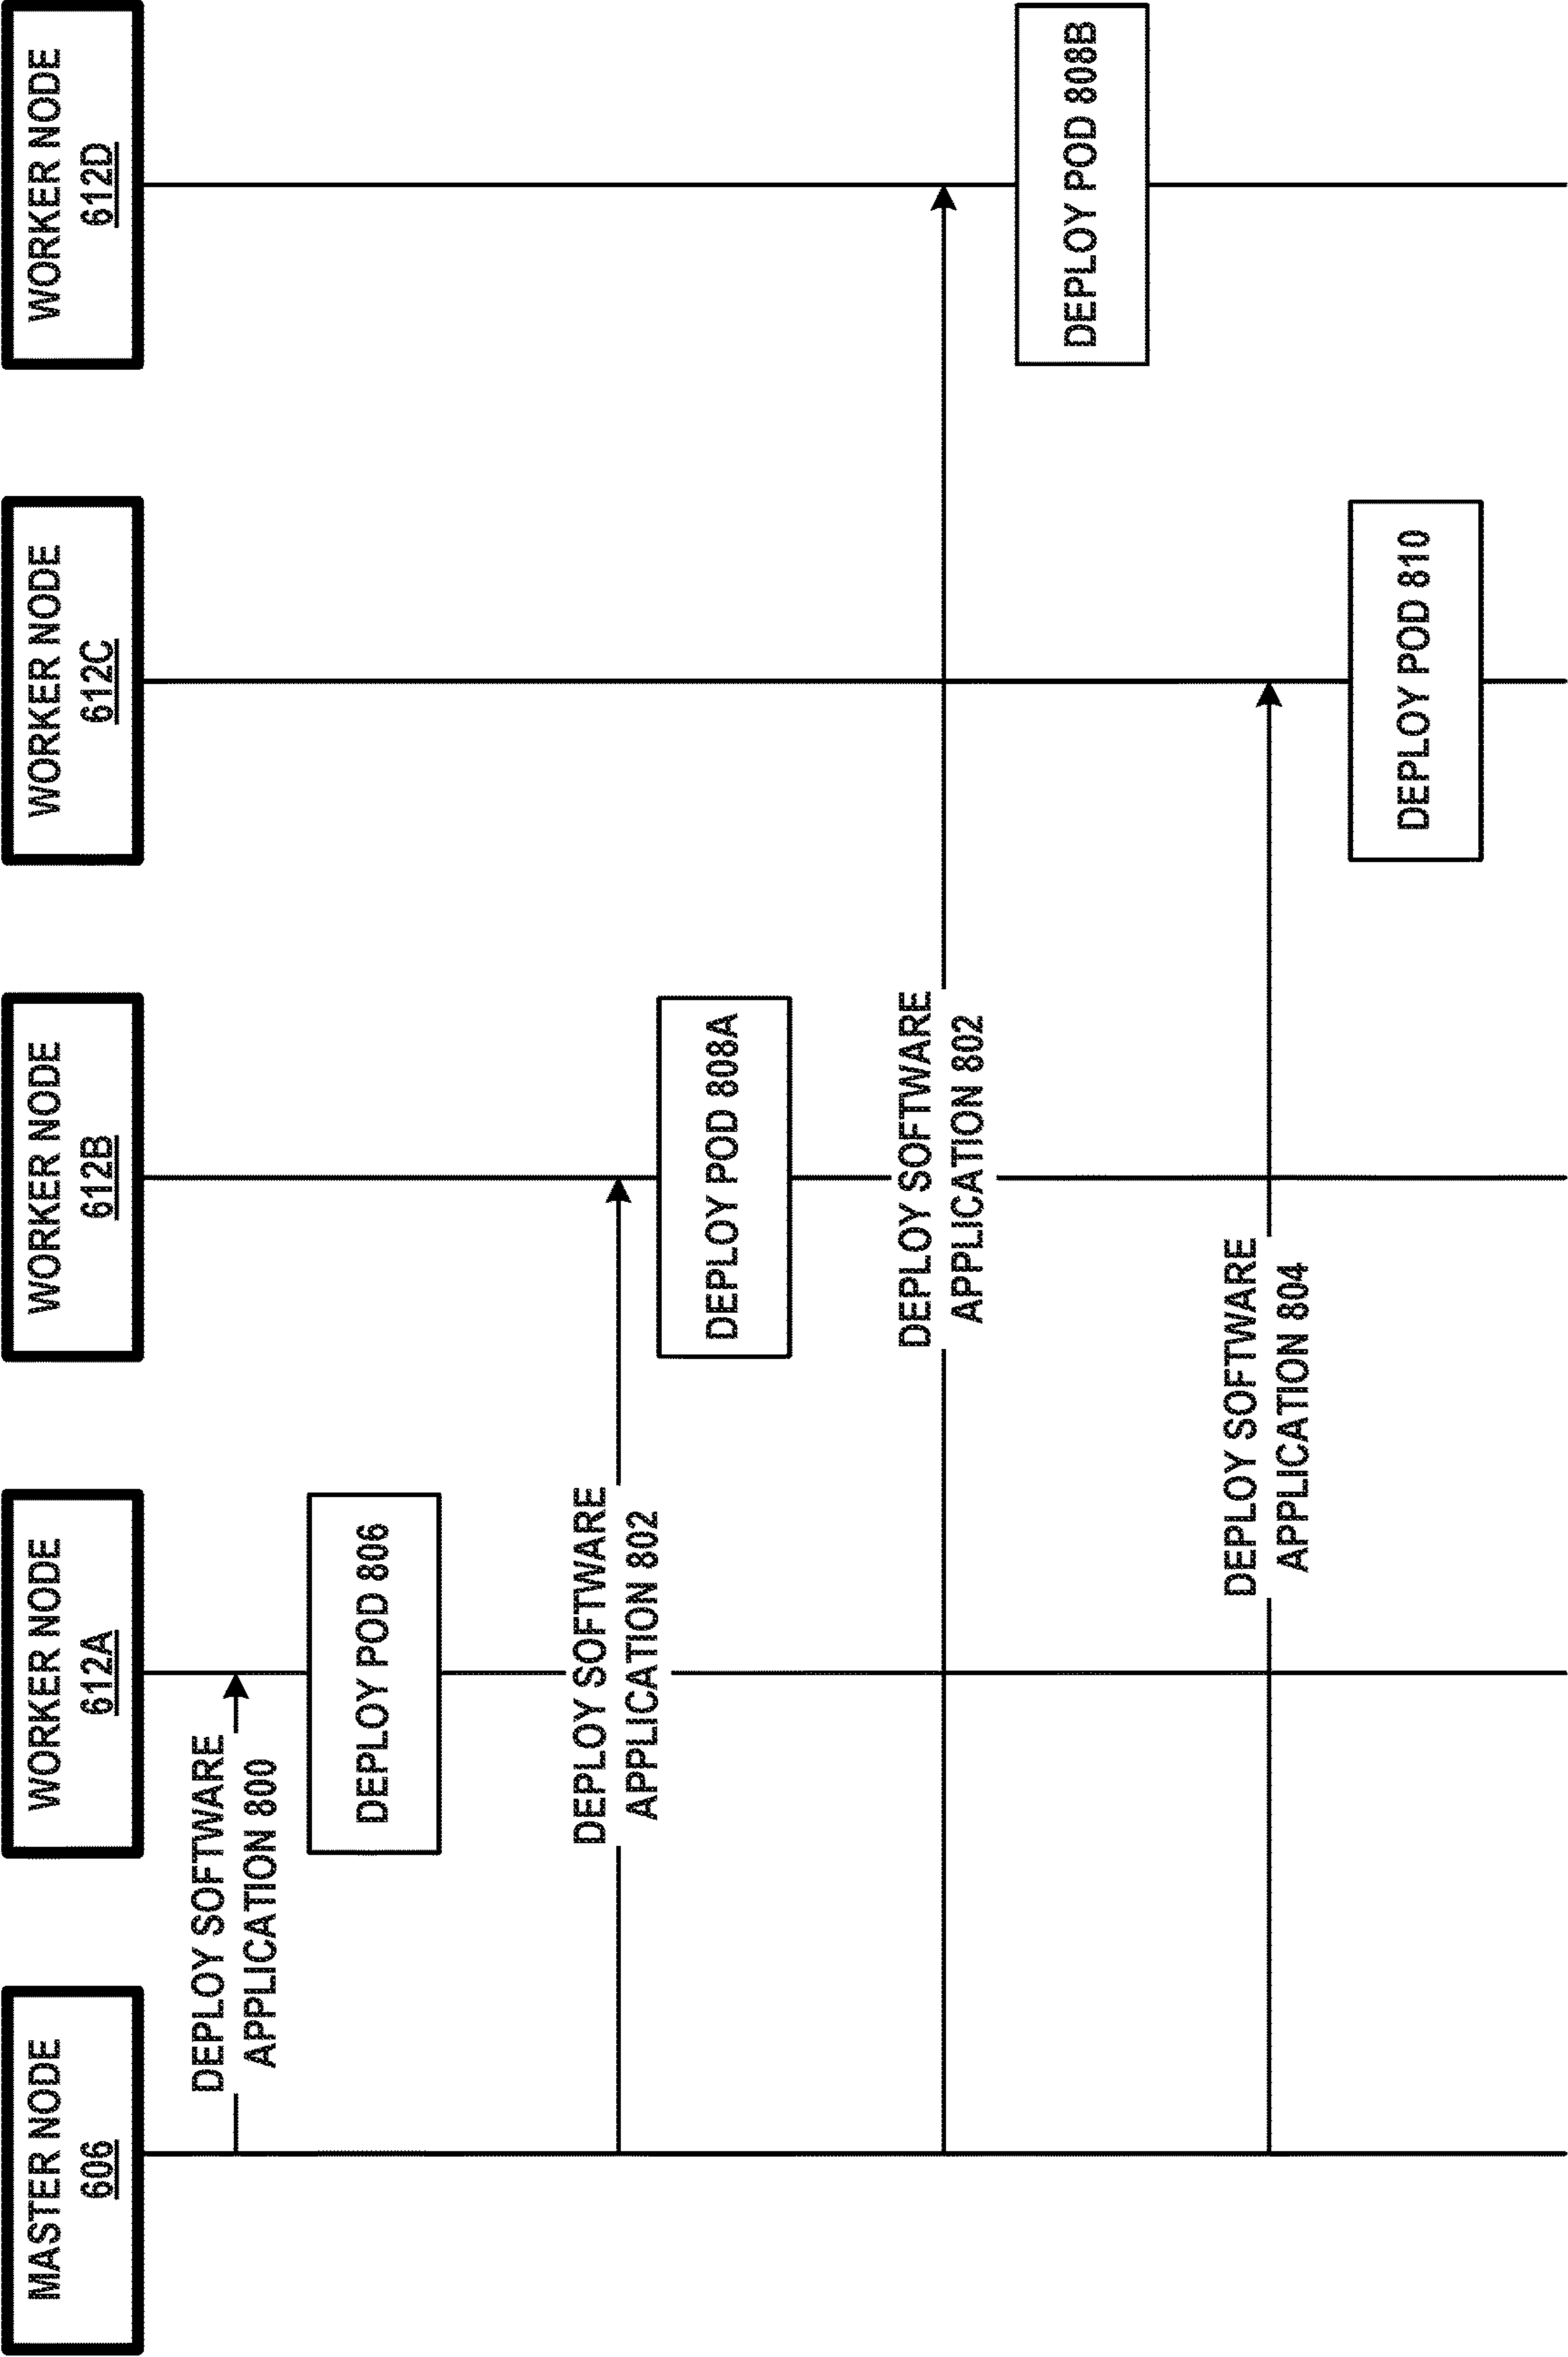 MASTER NODE
606
WORKER NODE
612A
WORKER NODE
612B
WORKER NODE
612C
WORKER NODE
612D
DEPLOY SOFTWARE
APPLICATION 800
DEPLOY POD 806
DEPLOY SOFTWARE
APPLICATION 802
DEPLOY POD 808A
DEPLOY SOFTWARE
APPLICATION 802
DEPLOY POD 808B
DEPLOY SOFTWARE
APPLICATION 804
DEPLOY POD 810